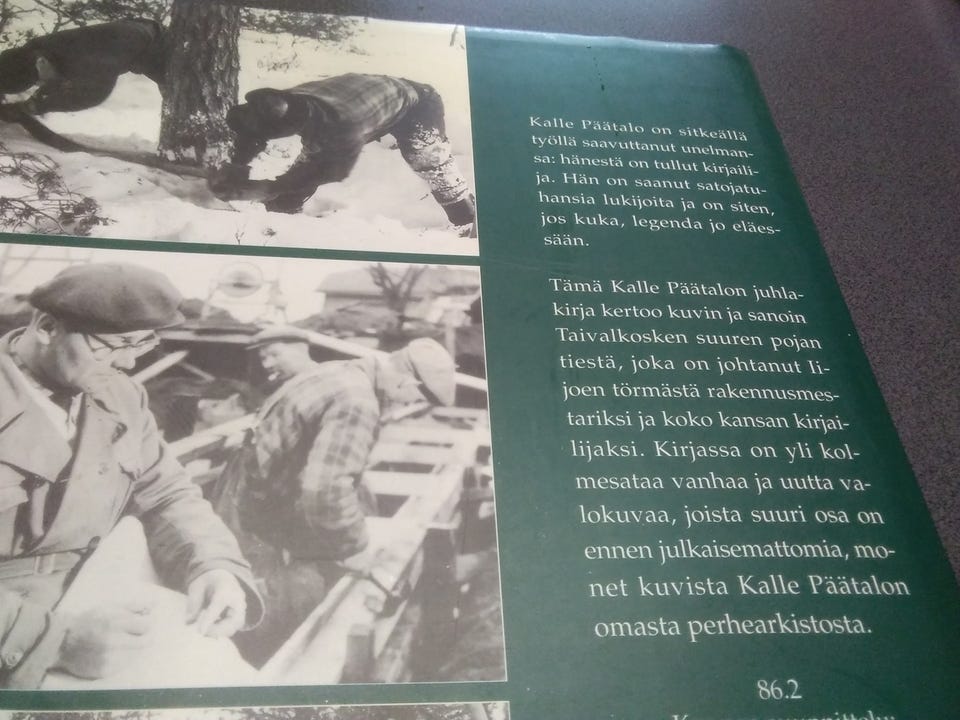 Kalle Päätalo on sitkeällä
työllä saavuttanut unelman-
sa: hänestä on tullut kirjaili-
ja. Hän on saanut satojatu-
hansia lukijoita ja on siten,
jos kuka, legenda jo eläes-
sään.
Tämä Kalle Päätalon juhla-
kirja kertoo kuvin ja sanoin
Taivalkosken suuren pojan
tiestä, joka on johtanut Ii-
joen törmästä rakennusmes-
tariksi ja koko kansan kirjai-
lijaksi. Kirjassa on yli kol-
mesataa vanhaa ja uutta va-
lokuvaa, joista suuri osa on
ennen julkaisemattomia, mo-
net kuvista Kalle Päätalon
omasta perhearkistosta.
86.2